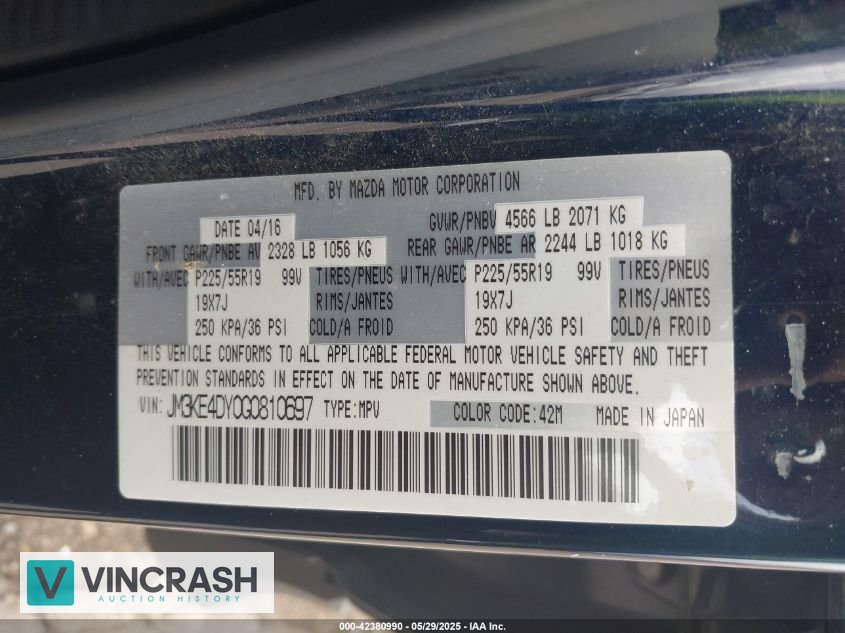 MFD. BY MAZDA MOTOR CORPORATION
DATE 04/16 GVWR/PNBV 4566 LB 2071 KG
FRONT GAWR/PNBE AV 2328 LB 1056 KG REAR GAWR/PNBE AR 2244 LB 1018 KG
WITH/AVEC P225/55R19 99V TIRES/PNEUS WITH/AVEC P225/55R19 99V TIRES/PNEUS
19X7J RIMS/JANTES 19X7J RIMS/JANTES
250 KPA/36 PSI COLD/A FROID 250 KPA/36 PSI COLD/A FROID
THIS VEHICLE CONFORMS TO ALL APPLICABLE FEDERAL MOTOR VEHICLE SAFETY AND THEFT
PREVENTION STANDARDS IN EFFECT ON THE DATE OF MANUFACTURE SHOWN ABOVE.
VIN: JM3KE4DY0G0810697 TYPE:MPV COLOR CODE:42M MADE IN JAPAN
V VINCRASH
AUCTION HISTORY
000-42380990 – 05/29/2025 – IAA Inc.